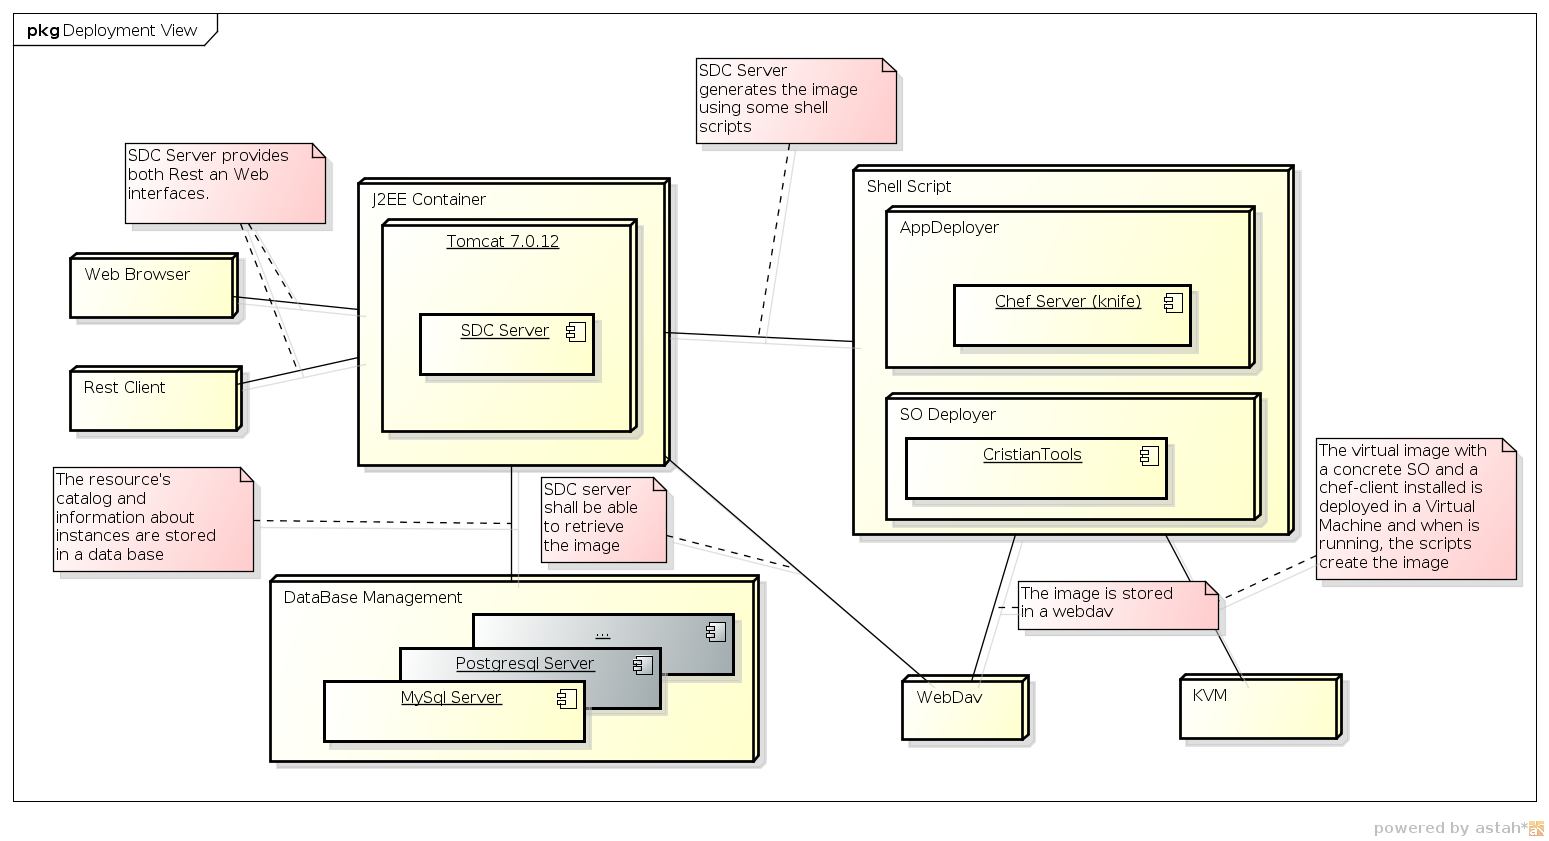 pkg Deployment View
SDC Server
generates the image
using some shell
scripts
SDC Server provides
both Rest an Web
interfaces.
J2EE Container
Tomcat 7.0.12
SDC Server
Shell Script
AppDeployer
Chef Server (knife)
SO Deployer
CristianTools
Web Browser
Rest Client
The resource's
catalog and
information about
instances are stored
in a data base
SDC server
shall be able
to retrieve
the image
The virtual image with
a concrete SO and a
chef-client installed is
deployed in a Virtual
Machine and when is
running, the scripts
create the image
The image is stored
in a webdav
DataBase Management
...
Postgresql Server
MySql Server
WebDav
KVM
powered by astah*